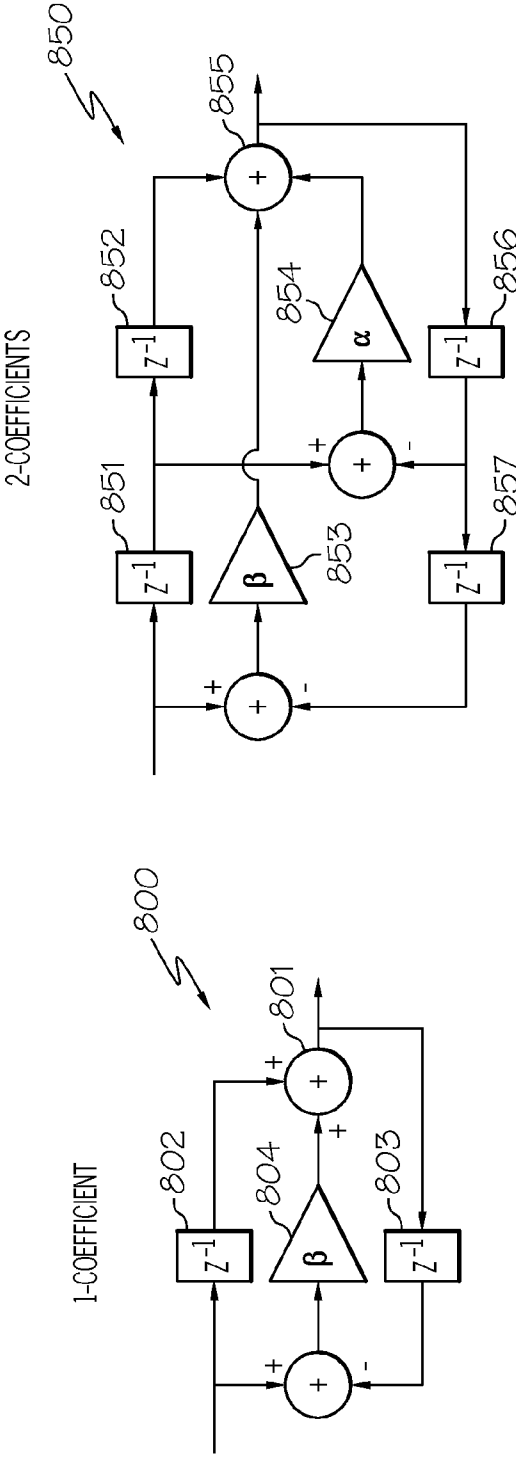 1-COEFFICIENT
800
802
z⁻¹
+
+
801
+
+
+
804
β
+
-
803
z⁻¹
2-COEFFICIENTS
850
851
z⁻¹
852
z⁻¹
855
+
+
+
β
853
-
+
+
-
854
α
857
z⁻¹
856
z⁻¹